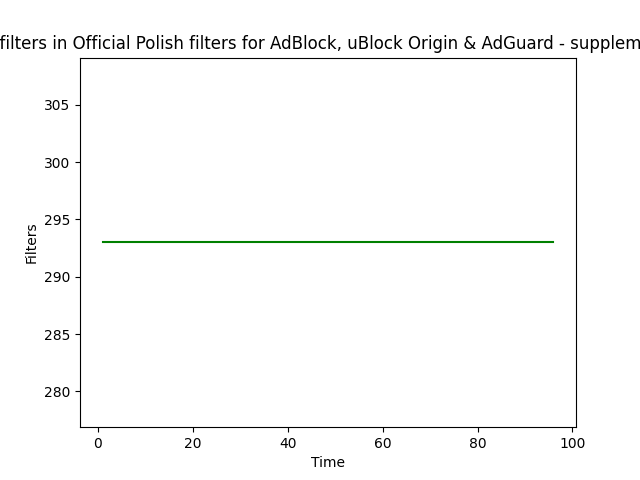 filters in Official Polish filters for AdBlock, uBlock Origin & AdGuard - supplem
305
300
295
290
285
280
Filters
0 20 40 60 80 100
Time